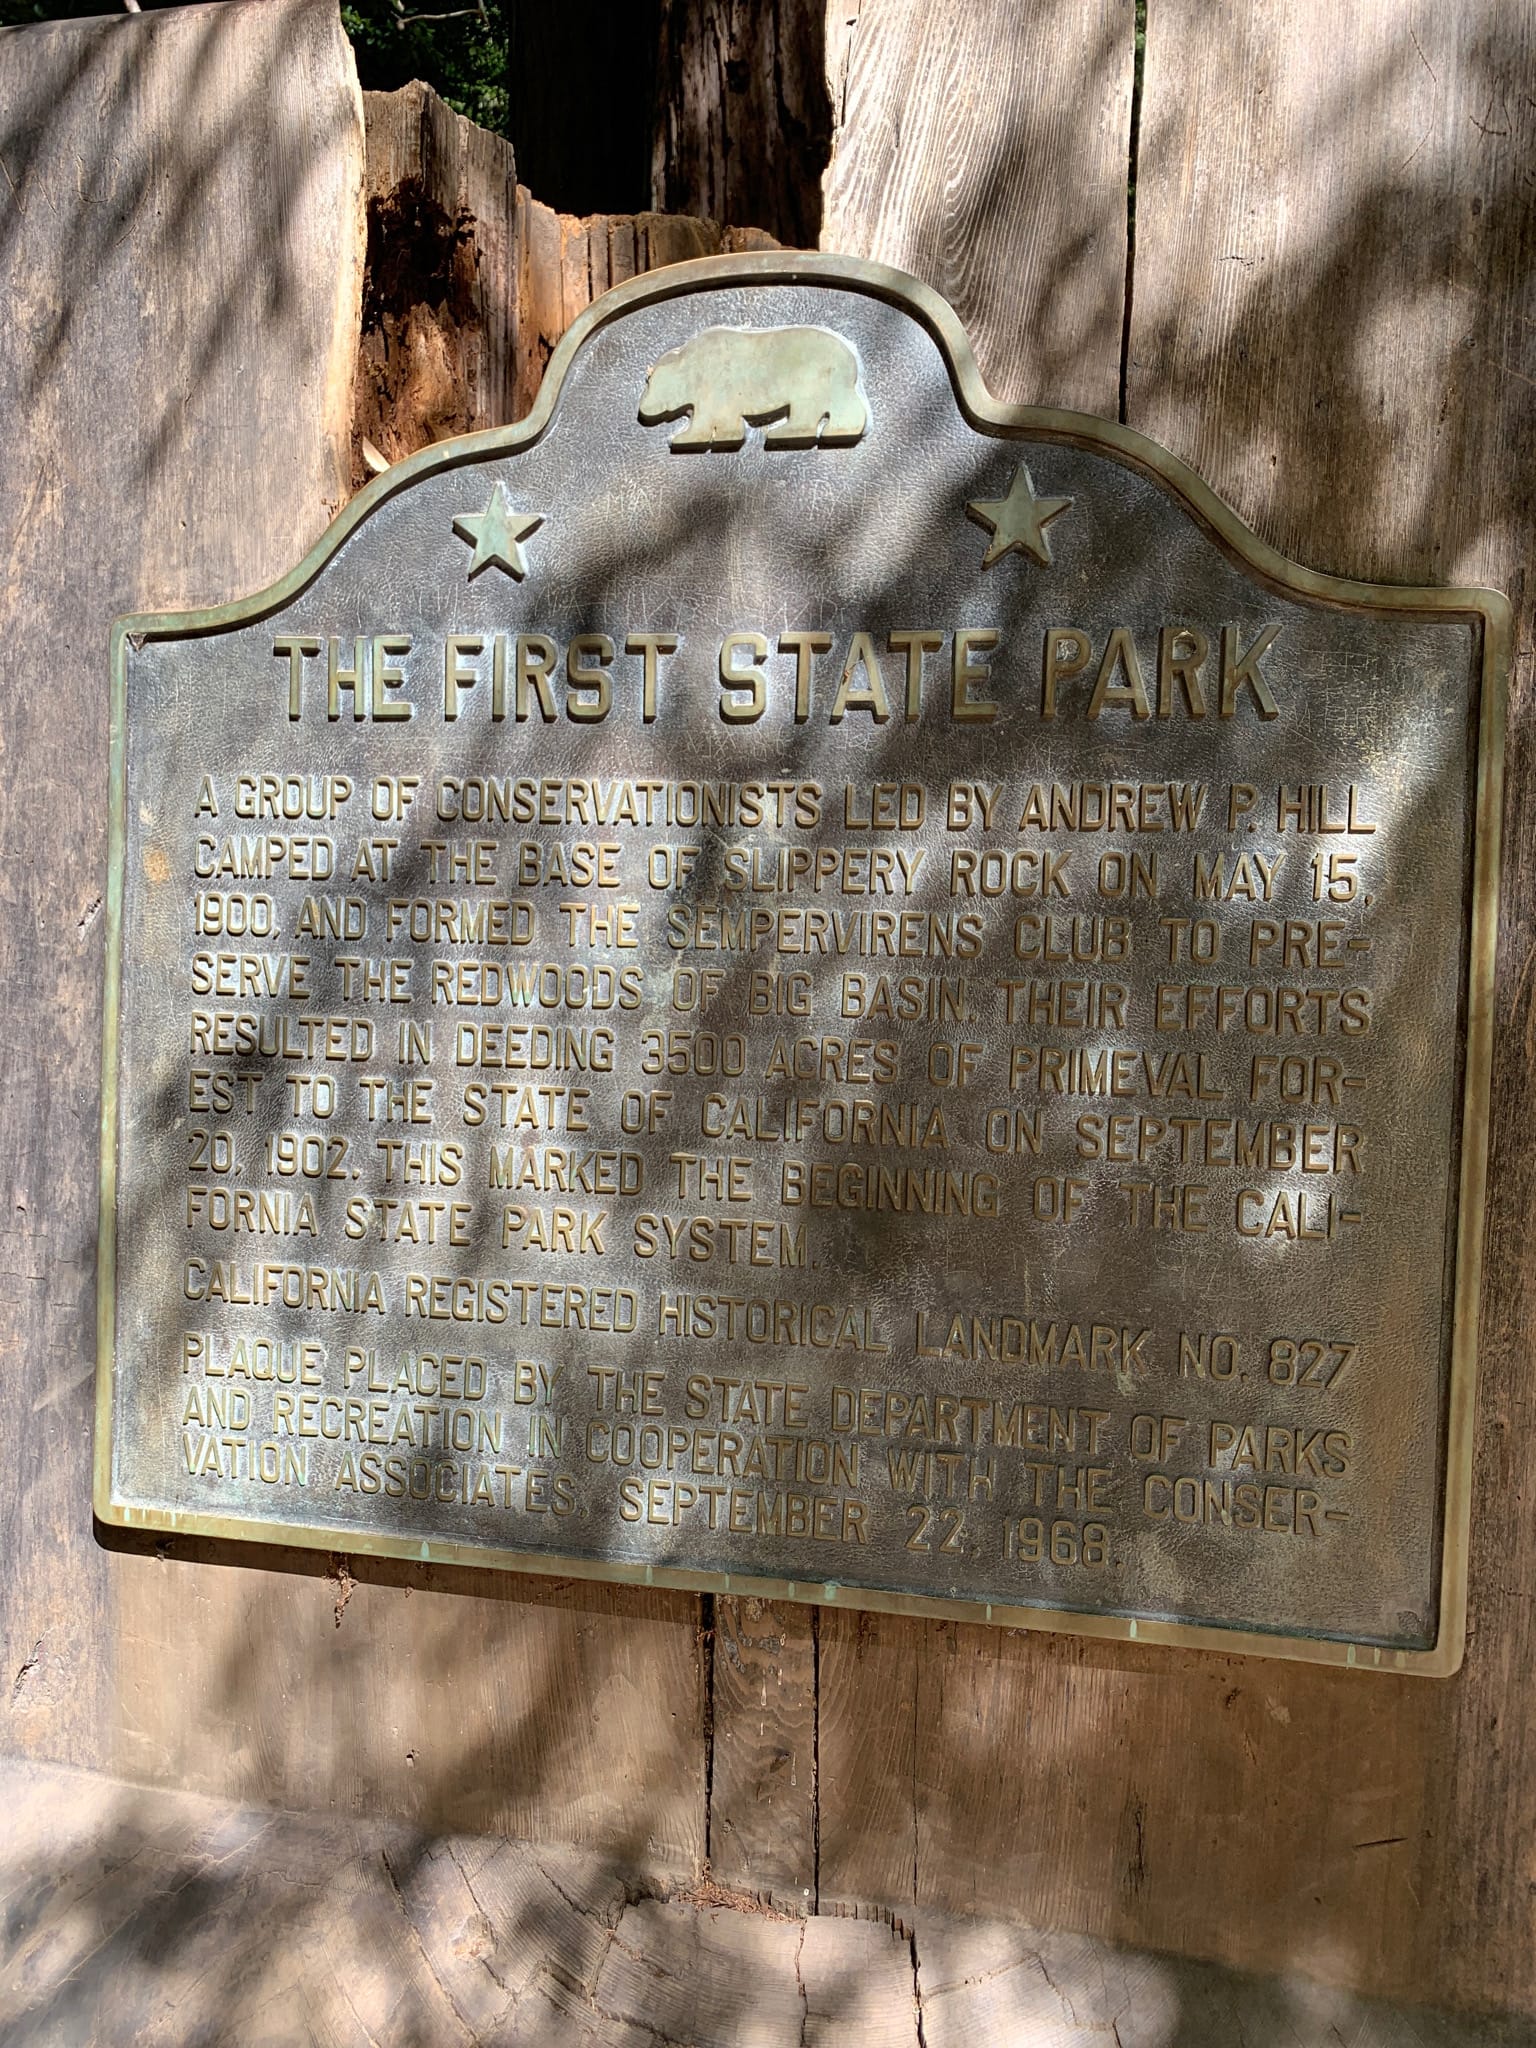 THE FIRST STATE PARK
A GROUP OF CONSERVATIONISTS LED BY ANDREW P. HILL
CAMPED AT THE BASE OF SLIPPERY ROCK ON MAY 15,
1900, AND FORMED THE SEMPERVIRENS CLUB TO PRE-
SERVE THE REDWOODS OF BIG BASIN. THEIR EFFORTS
RESULTED IN DEEDING 3500 ACRES OF PRIMEVAL FOR-
EST TO THE STATE OF CALIFORNIA ON SEPTEMBER
20, 1902. THIS MARKED THE BEGINNING OF THE CALI-
FORNIA STATE PARK SYSTEM.
CALIFORNIA REGISTERED HISTORICAL LANDMARK NO. 827
PLAQUE PLACED BY THE STATE DEPARTMENT OF PARKS
AND RECREATION IN COOPERATION WITH THE CONSER-
VATION ASSOCIATES, SEPTEMBER 22, 1968.